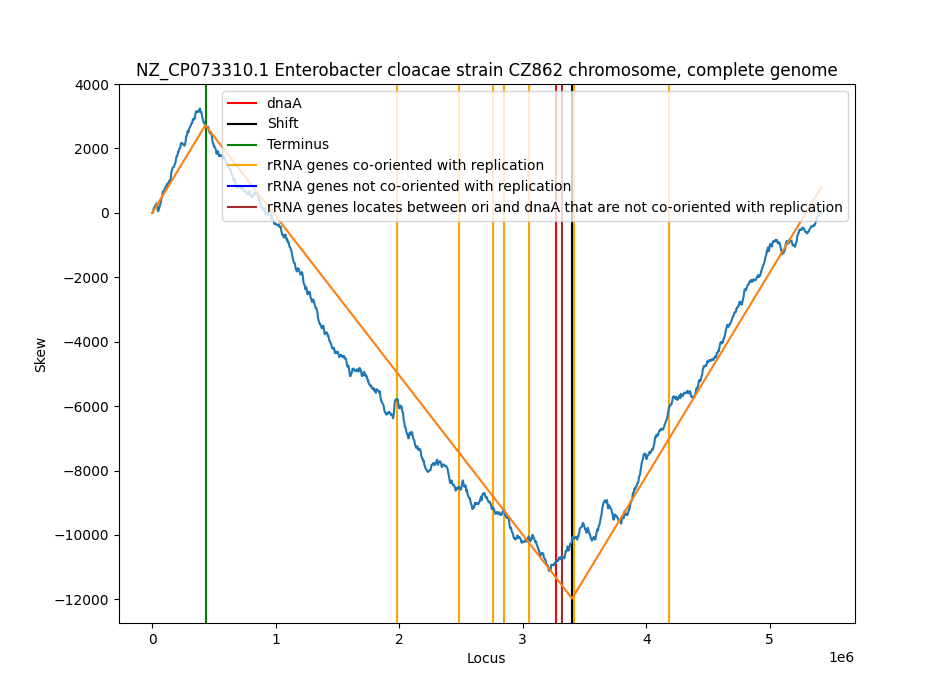 NZ_CP073310.1 Enterobacter cloacae strain CZ862 chromosome, complete genome
4000
2000
0
−2000
−4000
−6000
−8000
−10000
−12000
Skew
dnaA
Shift
Terminus
rRNA genes co-oriented with replication
rRNA genes not co-oriented with replication
rRNA genes locates between ori and dnaA that are not co-oriented with replication
0 1 2 3 4 5
1e6
Locus